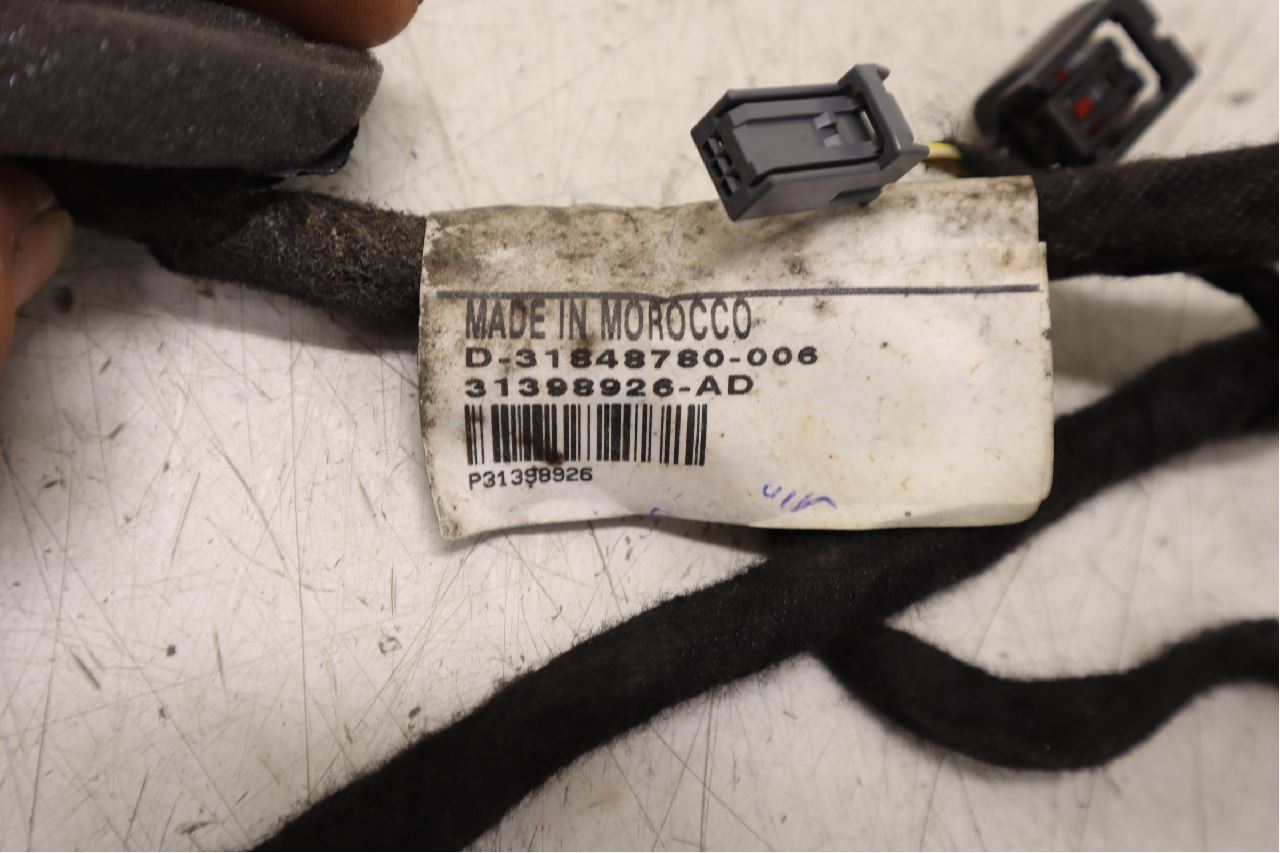 MADE IN MOROCCO
D-31848780-006
31398926-AD
P31398926